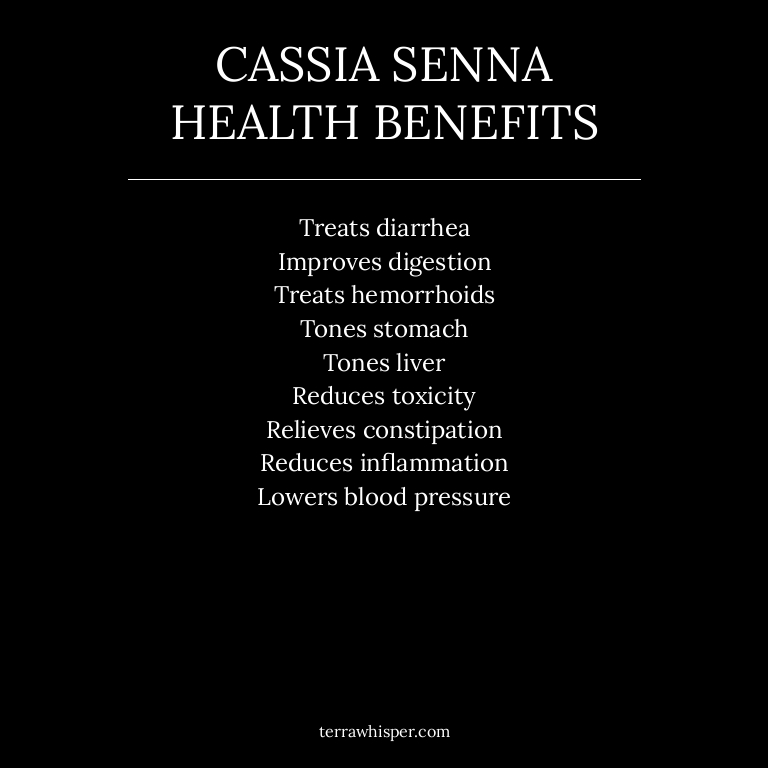 CASSIA SENNA
HEALTH BENEFITS
Treats diarrhea
Improves digestion
Treats hemorrhoids
Tones stomach
Tones liver
Reduces toxicity
Relieves constipation
Reduces inflammation
Lowers blood pressure
terrawhisper.com